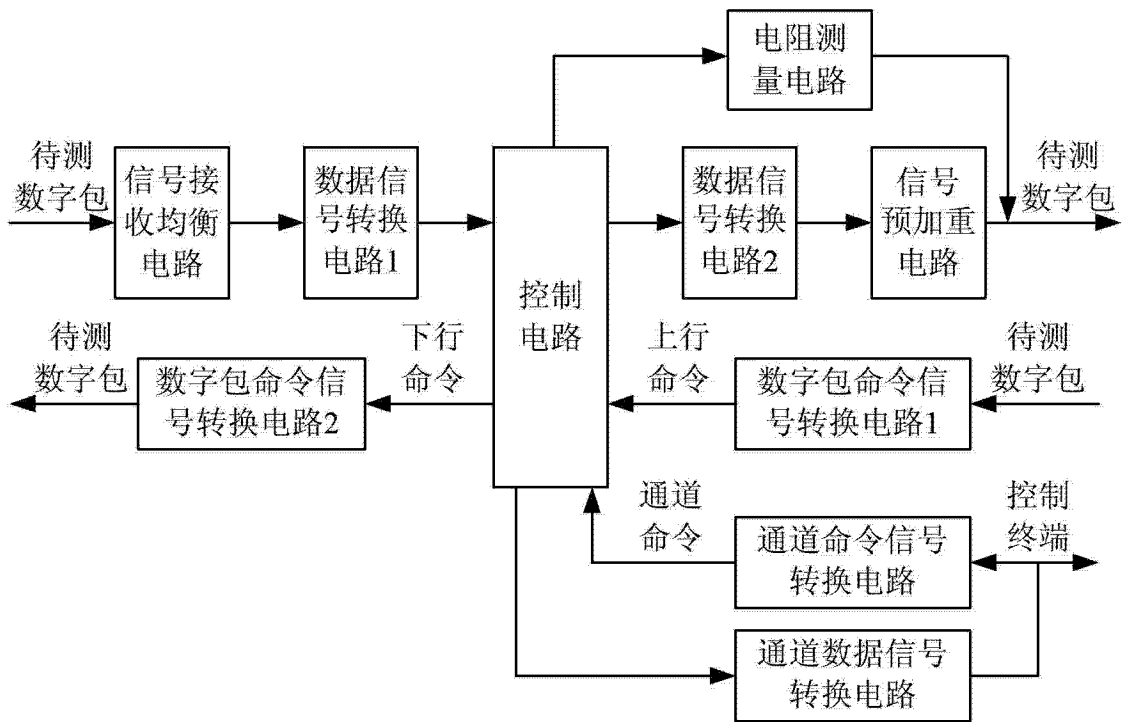 电阻测
量电路
待测
数字包
信号接
收均衡
电路
数据信
号转换
电路1
控制
电路
数据信
号转换
电路2
信号
预加重
电路
待测
数字包
待测
数字包
数字包命令信
号转换电路2
下行
命令
上行
命令
数字包命令信
号转换电路1
待测
数字包
通道
命令
通道命令信号
转换电路
控制
终端
通道数据信号
转换电路